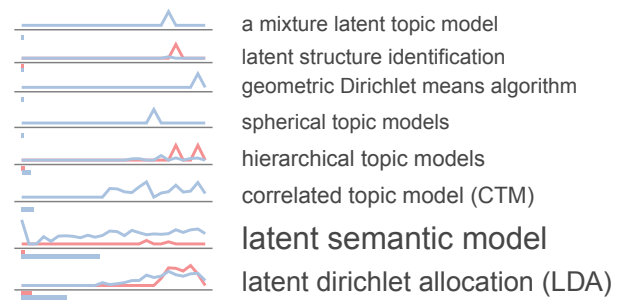 a mixture latent topic model
latent structure identification
geometric Dirichlet means algorithm
spherical topic models
hierarchical topic models
correlated topic model (CTM)
latent semantic model
latent dirichlet allocation (LDA)